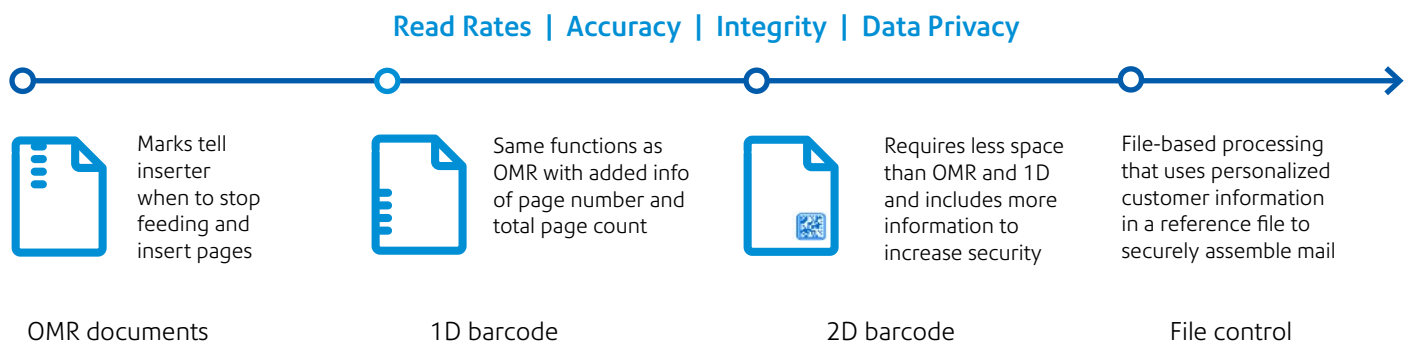 Read Rates | Accuracy | Integrity | Data Privacy
Marks tell
inserter
when to stop
feeding and
insert pages
Same functions as
OMR with added info
of page number and
total page count
Requires less space
than OMR and 1D
and includes more
information to
increase security
File-based processing
that uses personalized
customer information
in a reference file to
securely assemble mail
OMR documents
1D barcode
2D barcode
File control